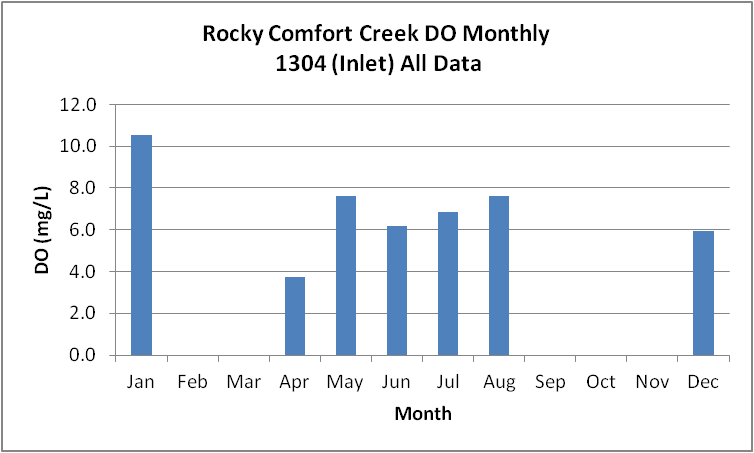 Rocky Comfort Creek DO Monthly
1304 (Inlet) All Data
DO (mg/L)
12.0
10.0
8.0
6.0
4.0
2.0
0.0
Jan Feb Mar Apr May Jun Jul Aug Sep Oct Nov Dec
Month